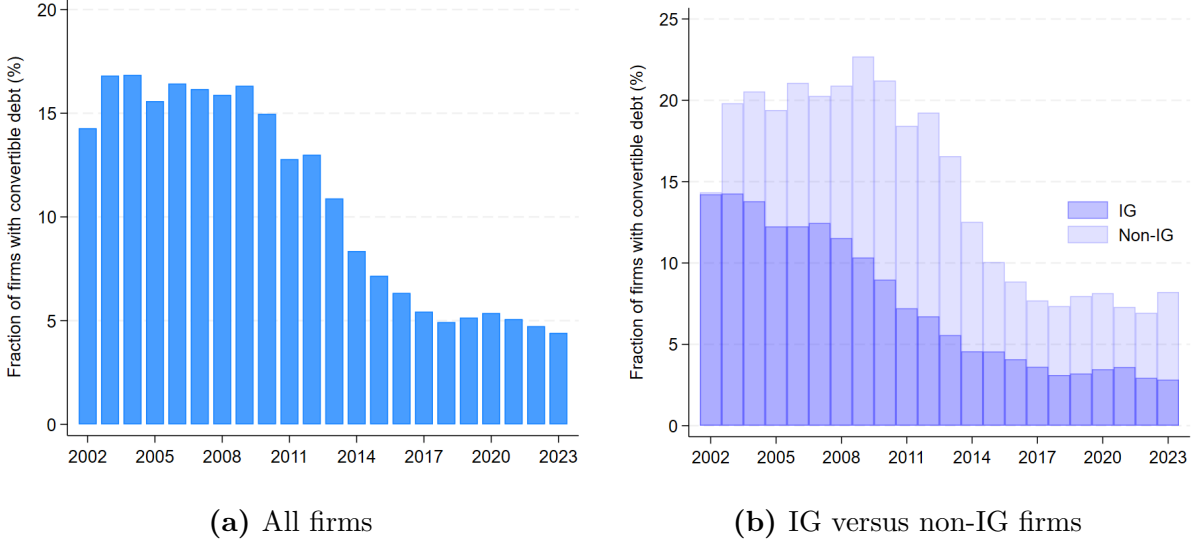 Fraction of firms with convertible debt (%)
20
15
10
5
0
2002 2005 2008 2011 2014 2017 2020 2023
(a) All firms
Fraction of firms with convertible debt (%)
25
20
15
10
5
0
IG
Non-IG
2002 2005 2008 2011 2014 2017 2020 2023
(b) IG versus non-IG firms